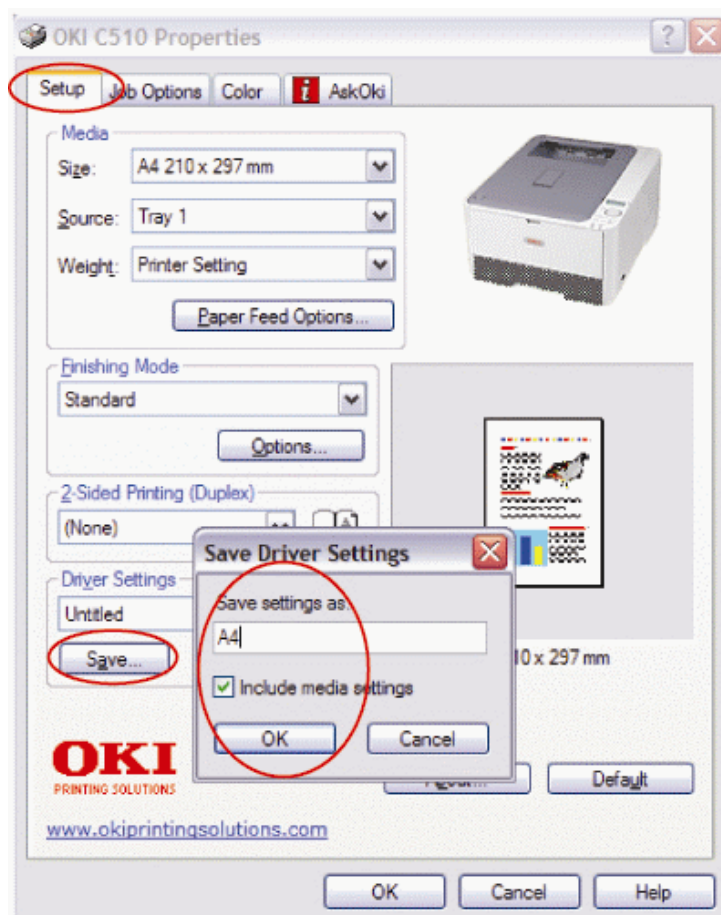 OKI C510 Properties
Setup Job Options Color i AskOki
Media
Size: A4 210 x 297 mm
Source: Tray 1
Weight: Printer Setting
Paper Feed Options...
Finishing Mode
Standard
Options...
2-Sided Printing (Duplex)
(None)
Driver Settings
Untitled
Save...
Save Driver Settings
Save settings as:
A4
Include media settings
OK Cancel
0 x 297 mm
OKI
PRINTING SOLUTIONS
Default
www.okiprintingsolutions.com
OK Cancel Help